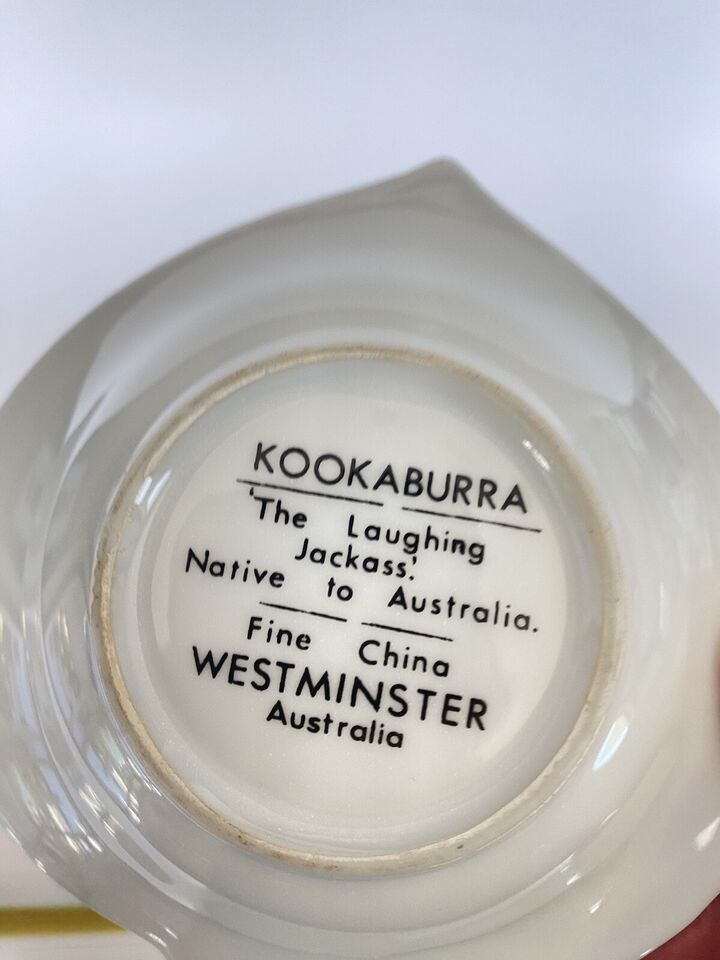 KOOKABURRA
'The Laughing
Jackass'.
Native to Australia.
Fine China
WESTMINSTER
Australia